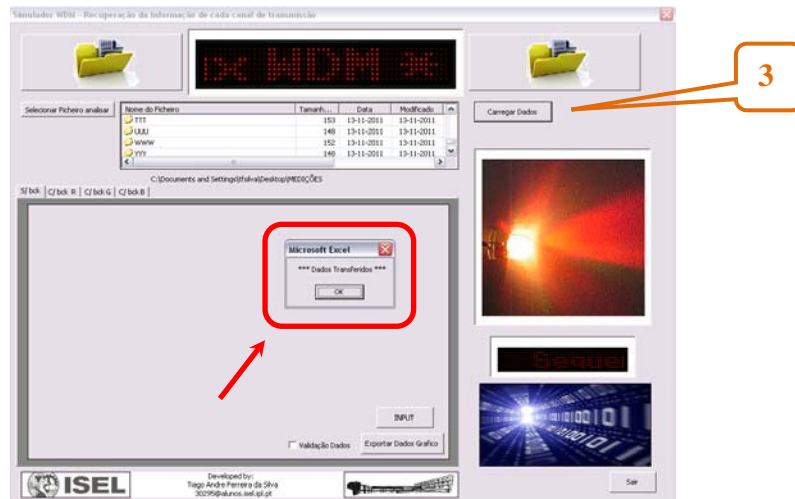 Simulador WDM - Recuperação da Informação de cada canal de transmissão
WDM
3
Selecionar Ficheiro analisar
Nome do Ficheiro Tamanh... Data Modificado
TTT 153 13-11-2011 13-11-2011
UUU 148 13-11-2011 13-11-2011
WWW 152 13-11-2011 13-11-2011
YYY 146 13-11-2011 13-11-2011
Carregar Dados
C:\Documents and Settings\tfsilva\Desktop\MEDIÇÕES
S/ bck C/ bck R C/ bck G C/ bck B
Microsoft Excel
*** Dados Transferidos ***
OK
Sequei
INPUT
Validação Dados
Exportar Dados Grafico
ISEL
Developed by:
Tiago Andre Ferreira da Silva
30295@alunos.isel.ipl.pt
Sair